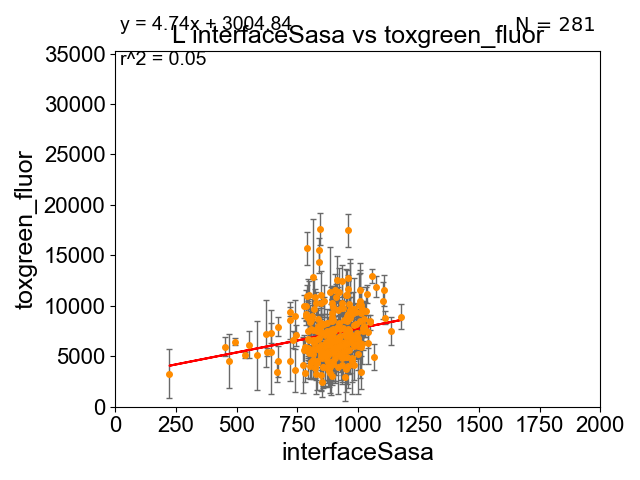 y = 4.74x + 3004.84
N = 281
L interfaceSasa vs toxgreen_fluor
r^2 = 0.05
35000
30000
25000
20000
15000
10000
5000
0
toxgreen_fluor
0 250 500 750 1000 1250 1500 1750 2000
interfaceSasa